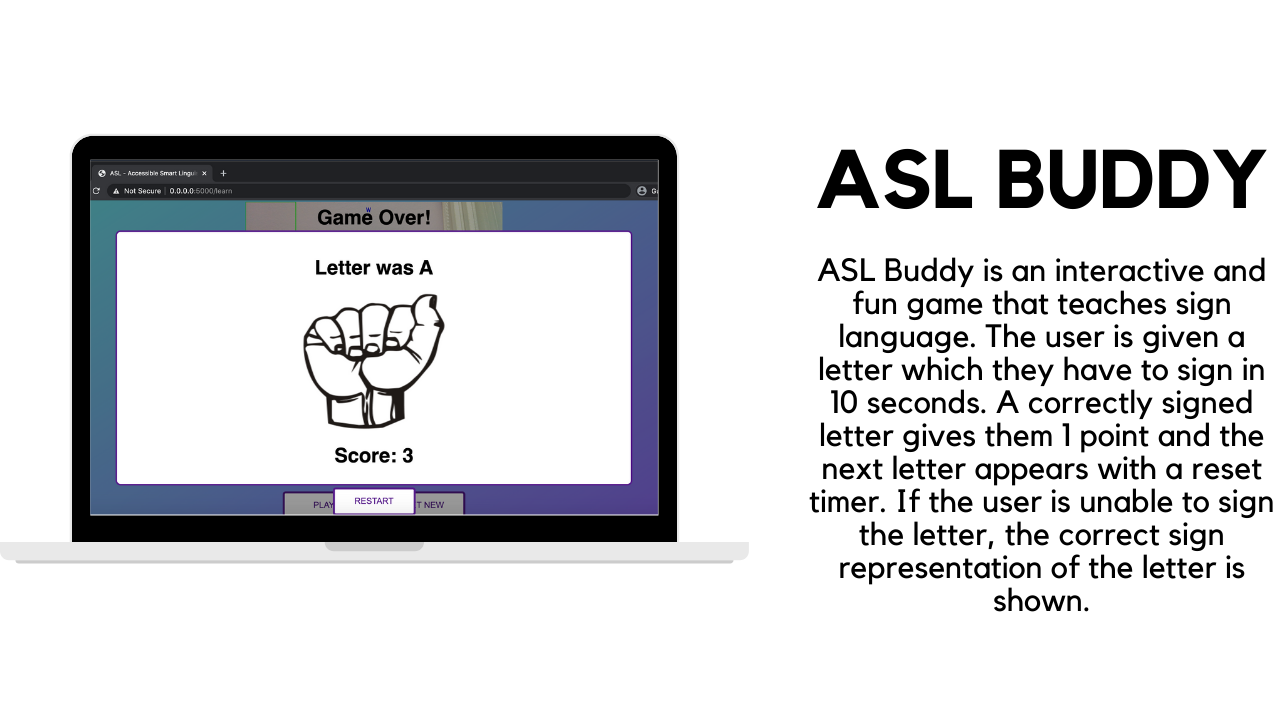 ASL - Accessible Smart Lingui
Not Secure | 0.0.0.0:5000/learn
Game Over!
Letter was A
Score: 3
PLAY
RESTART
T NEW
ASL BUDDY
ASL Buddy is an interactive and
fun game that teaches sign
language. The user is given a
letter which they have to sign in
10 seconds. A correctly signed
letter gives them 1 point and the
next letter appears with a reset
timer. If the user is unable to sign
the letter, the correct sign
representation of the letter is
shown.